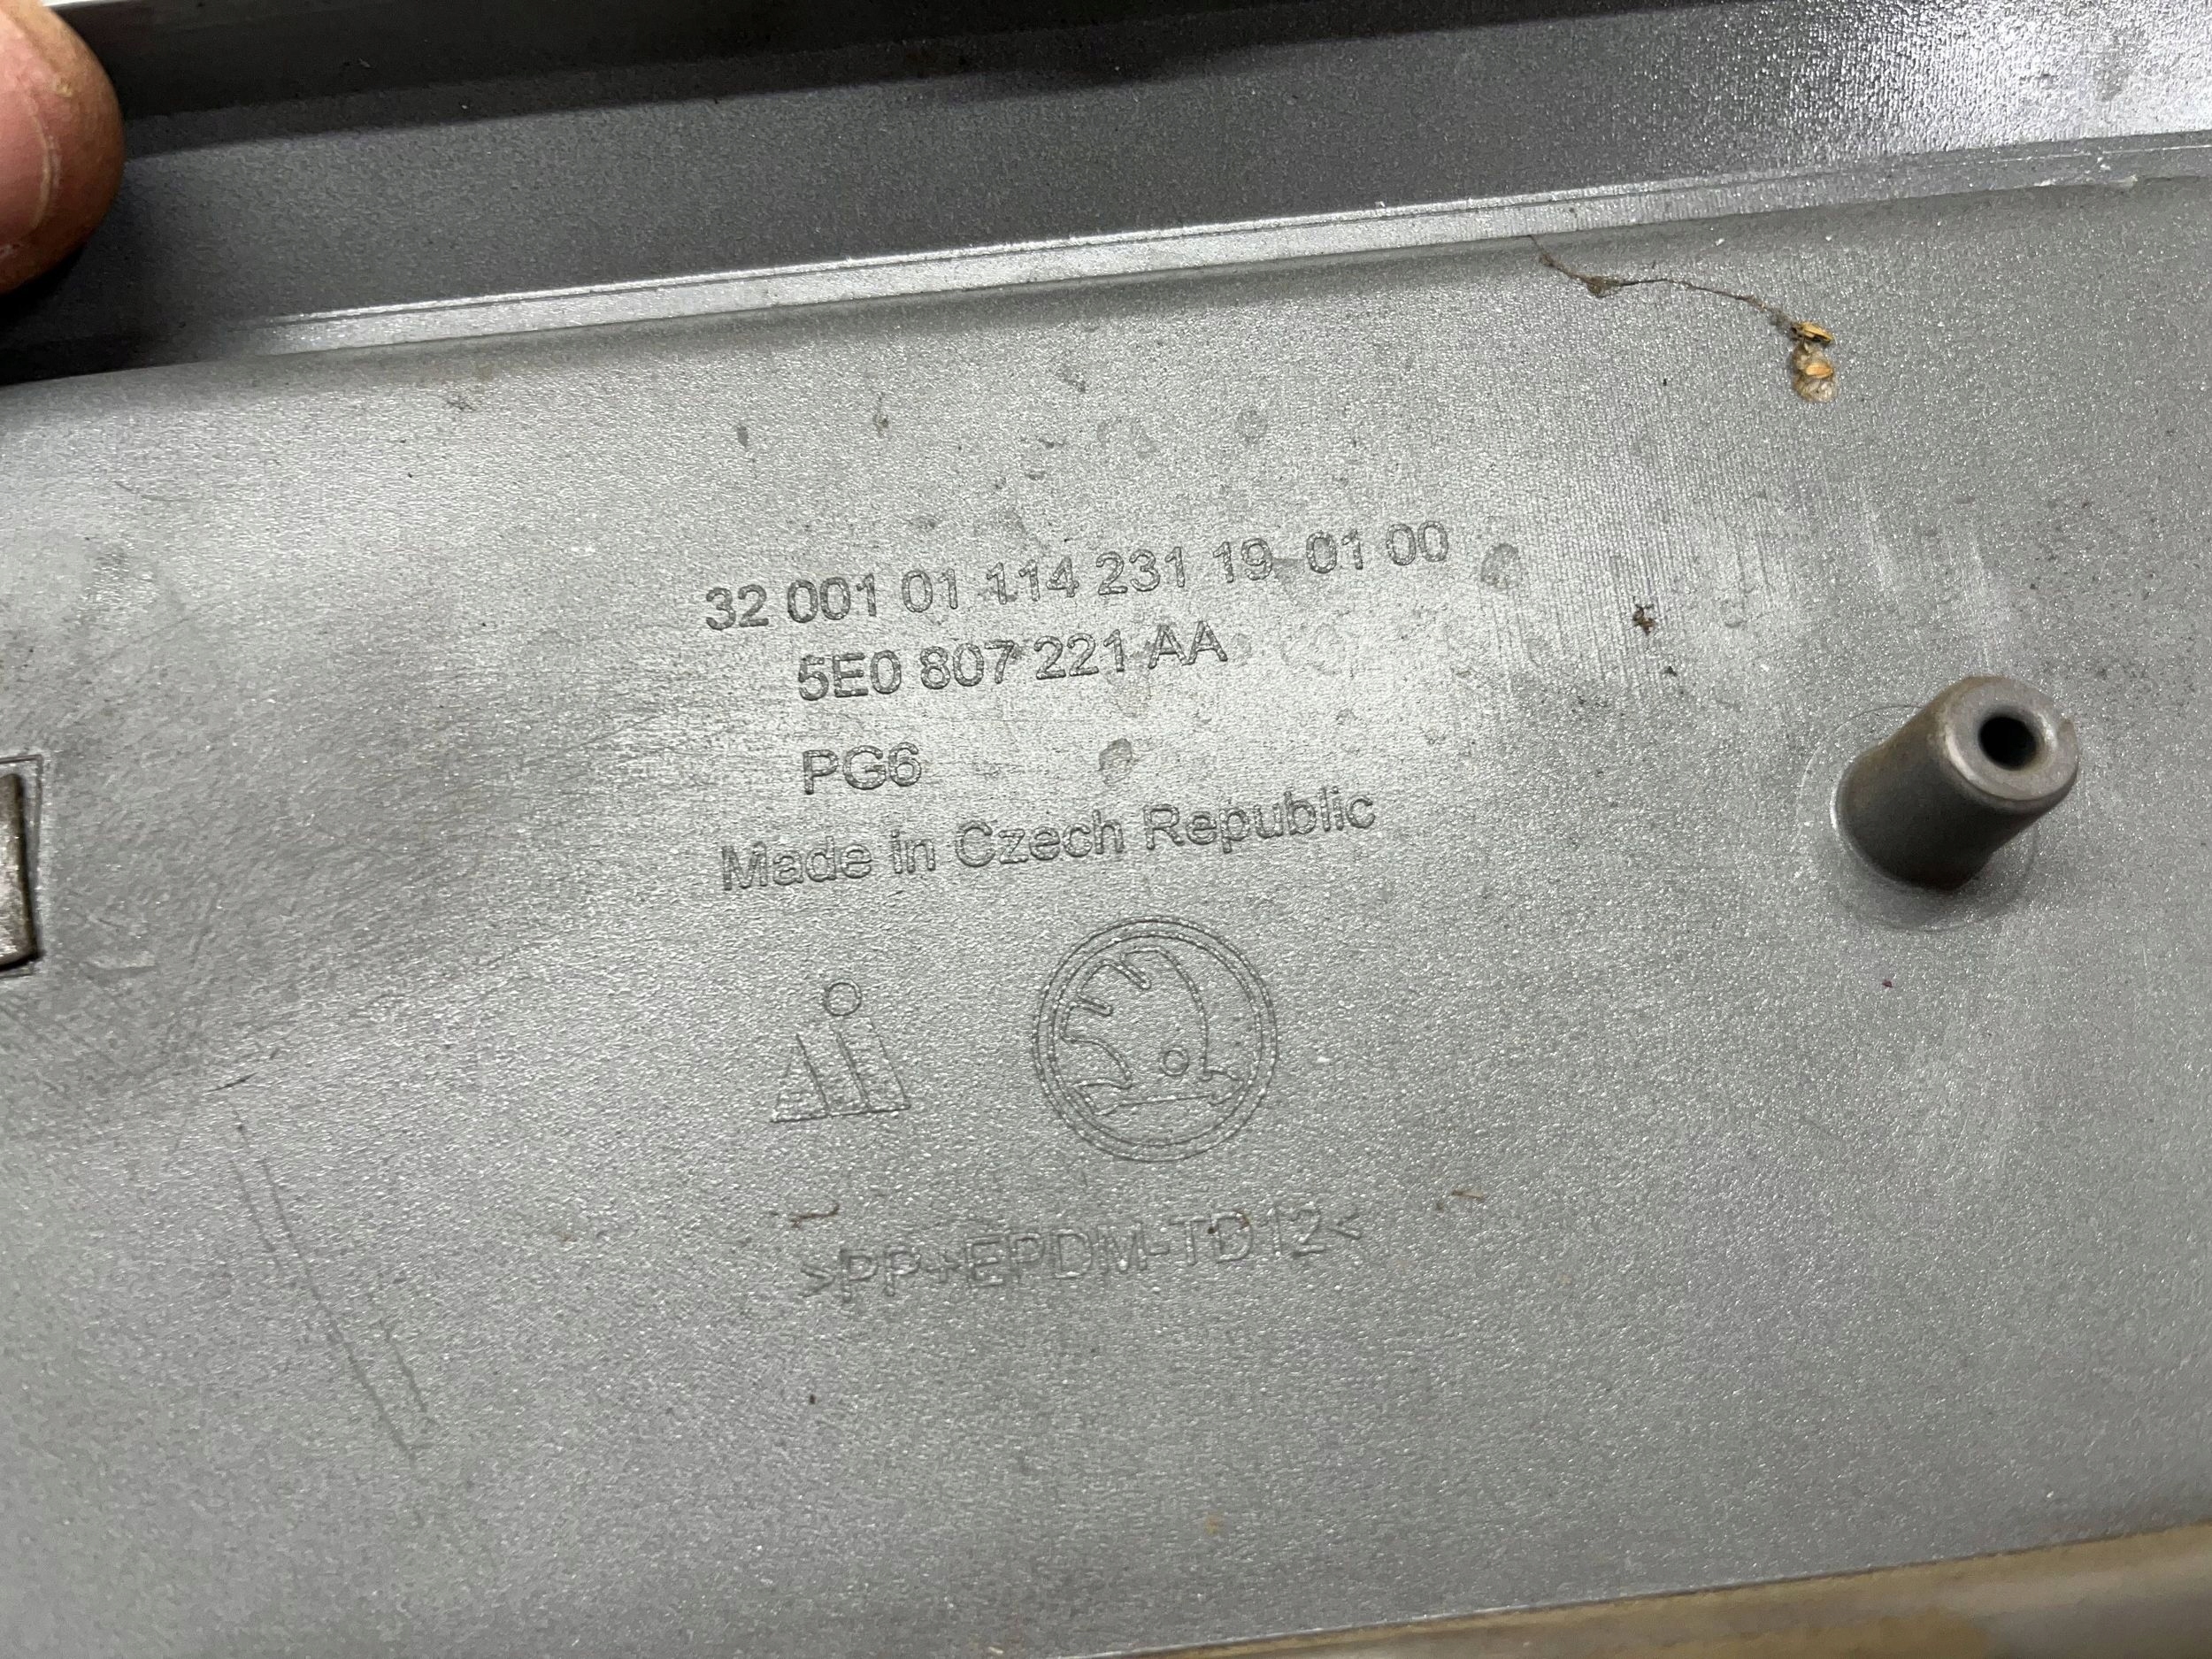 32 001 01 114 231 19 01 00
5E0 807 221 AA
PG6
Made in Czech Republic
>PP+EPDM-TD12<